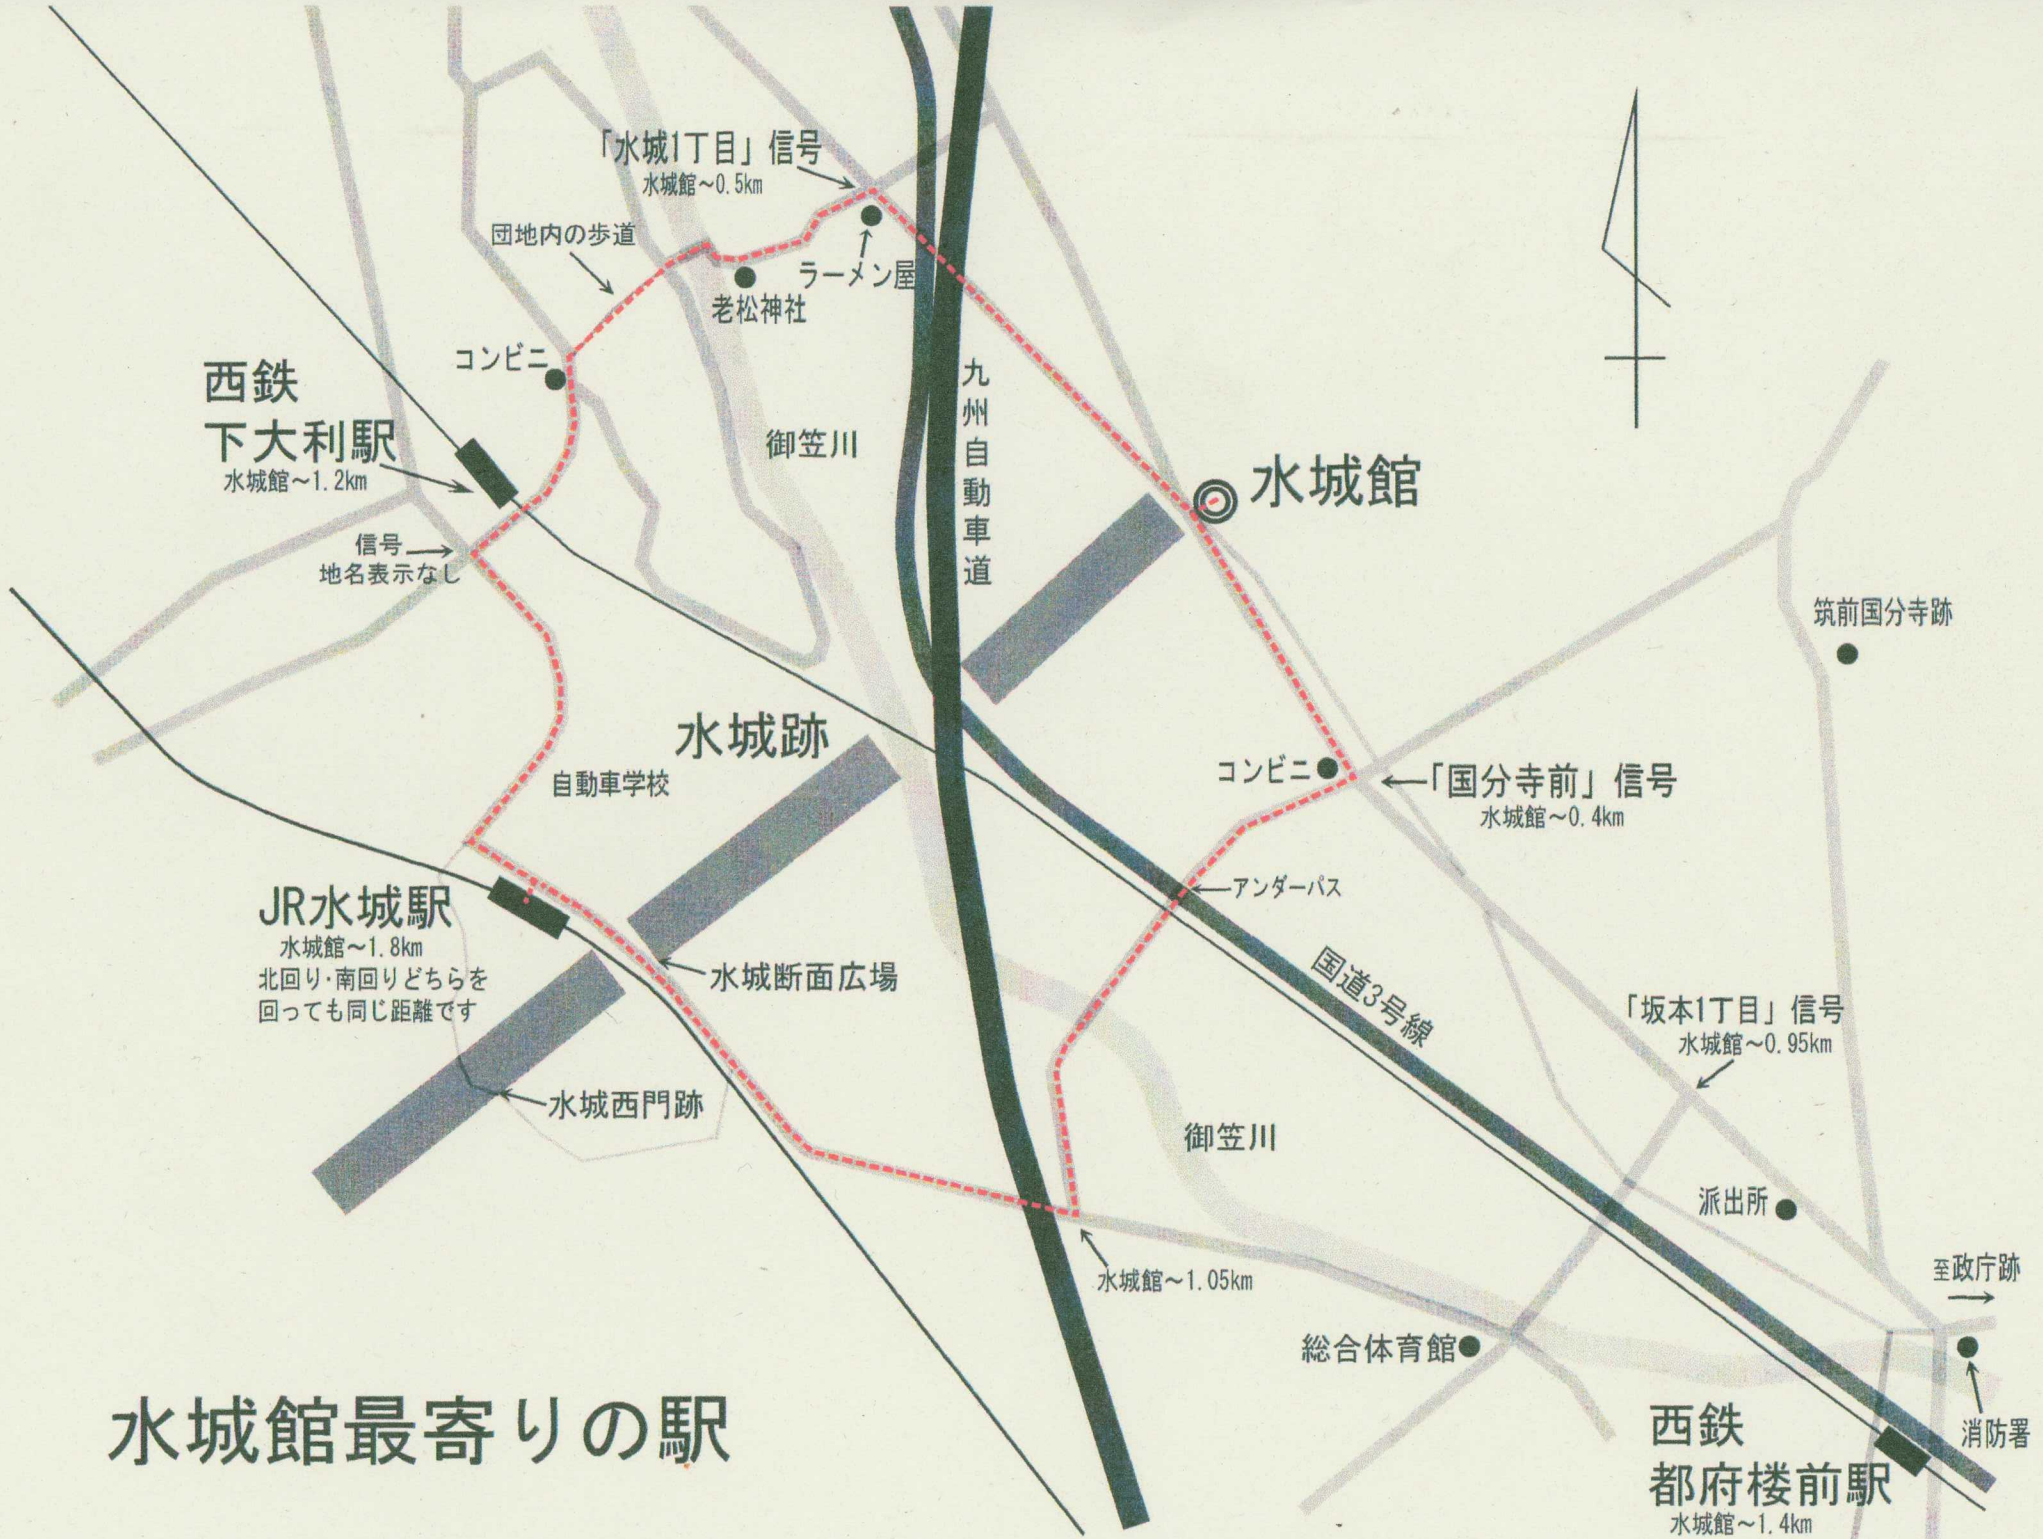 「水城1丁目」信号
水城館～0.5km
団地内の歩道
ラーメン屋
老松神社
コンビニ
西鉄
下大利駅
水城館～1.2km
御笠川
九州自動車道
水城館
信号
地名表示なし
筑前国分寺跡
水城跡
自動車学校
コンビニ
「国分寺前」信号
水城館～0.4km
アンダーパス
JR水城駅
水城館～1.8km
北回り・南回りどちらを
回っても同じ距離です
水城断面広場
国道3号線
「坂本1丁目」信号
水城館～0.95km
水城西門跡
御笠川
派出所
至政庁跡
水城館～1.05km
総合体育館
消防署
水城館最寄りの駅
西鉄
都府楼前駅
水城館～1.4km